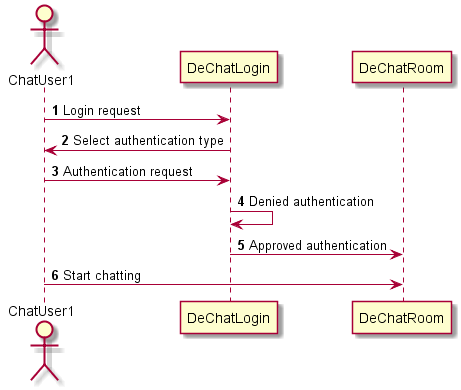 ChatUser1
DeChatLogin
DeChatRoom
1 Login request
2 Select authentication type
3 Authentication request
4 Denied authentication
5 Approved authentication
6 Start chatting
ChatUser1
DeChatLogin
DeChatRoom